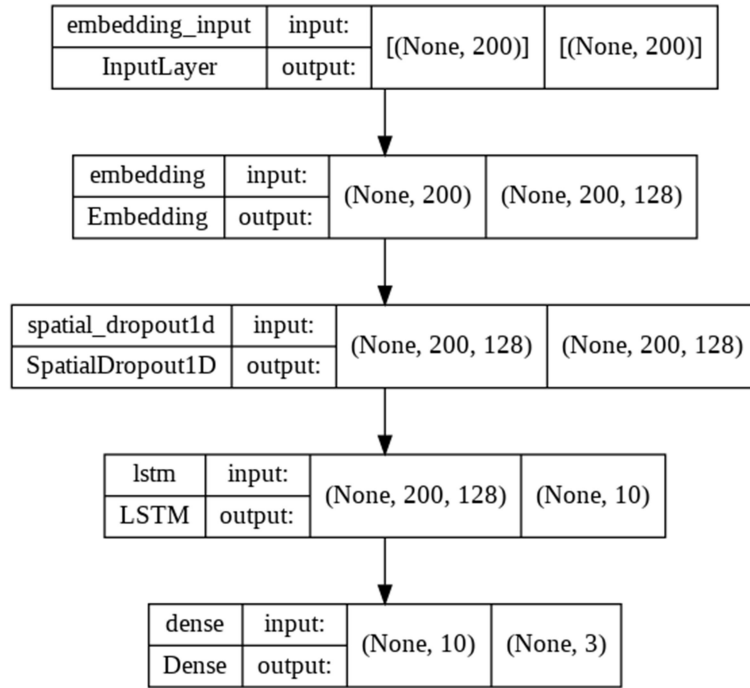 embedding_input input: [(None, 200)] [(None, 200)]
InputLayer output:
embedding input: (None, 200) (None, 200, 128)
Embedding output:
spatial_dropout1d input: (None, 200, 128) (None, 200, 128)
SpatialDropout1D output:
lstm input: (None, 200, 128) (None, 10)
LSTM output:
dense input: (None, 10) (None, 3)
Dense output: